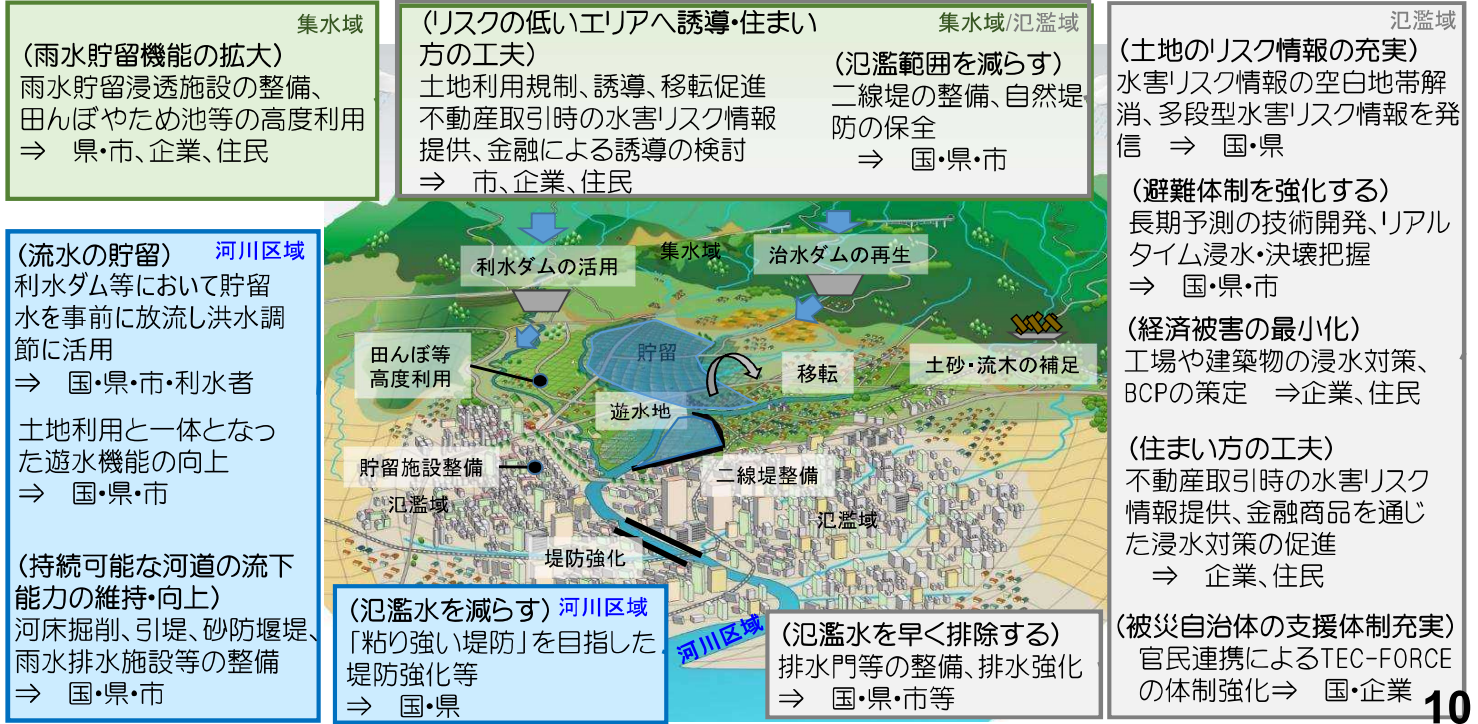 集水域
(雨水貯留機能の拡大)
雨水貯留浸透施設の整備、
田んぼやため池等の高度利用
⇒ 県・市、企業、住民
集水域/氾濫域
(リスクの低いエリアへ誘導・住まい
方の工夫)
土地利用規制、誘導、移転促進
不動産取引時の水害リスク情報
提供、金融による誘導の検討
⇒ 市、企業、住民
(氾濫範囲を減らす)
二線堤の整備、自然堤
防の保全
⇒ 国・県・市
氾濫域
(土地のリスク情報の充実)
水害リスク情報の空白地帯解
消、多段型水害リスク情報を発
信 ⇒ 国・県
(避難体制を強化する)
長期予測の技術開発、リアル
タイム浸水・決壊把握
⇒ 国・県・市
(経済被害の最小化)
工場や建築物の浸水対策、
BCPの策定 ⇒企業、住民
(住まい方の工夫)
不動産取引時の水害リスク
情報提供、金融商品を通じ
た浸水対策の促進
⇒ 企業、住民
(被災自治体の支援体制充実)
官民連携によるTEC-FORCE
の体制強化⇒ 国・企業
(流水の貯留) 河川区域
利水ダム等において貯留
水を事前に放流し洪水調
節に活用
⇒ 国・県・市・利水者
土地利用と一体となっ
た遊水機能の向上
⇒ 国・県・市
(持続可能な河道の流下
能力の維持・向上)
河床掘削、引堤、砂防堰堤、
雨水排水施設等の整備
⇒ 国・県・市
利水ダムの活用
集水域
治水ダムの再生
田んぼ等
高度利用
貯留
移転
土砂・流木の補足
遊水地
貯留施設整備
二線堤整備
氾濫域
氾濫域
堤防強化
河川区域
(氾濫水を減らす) 河川区域
「粘り強い堤防」を目指した
堤防強化等
⇒ 国・県
(氾濫水を早く排除する)
排水門等の整備、排水強化
⇒ 国・県・市等
10